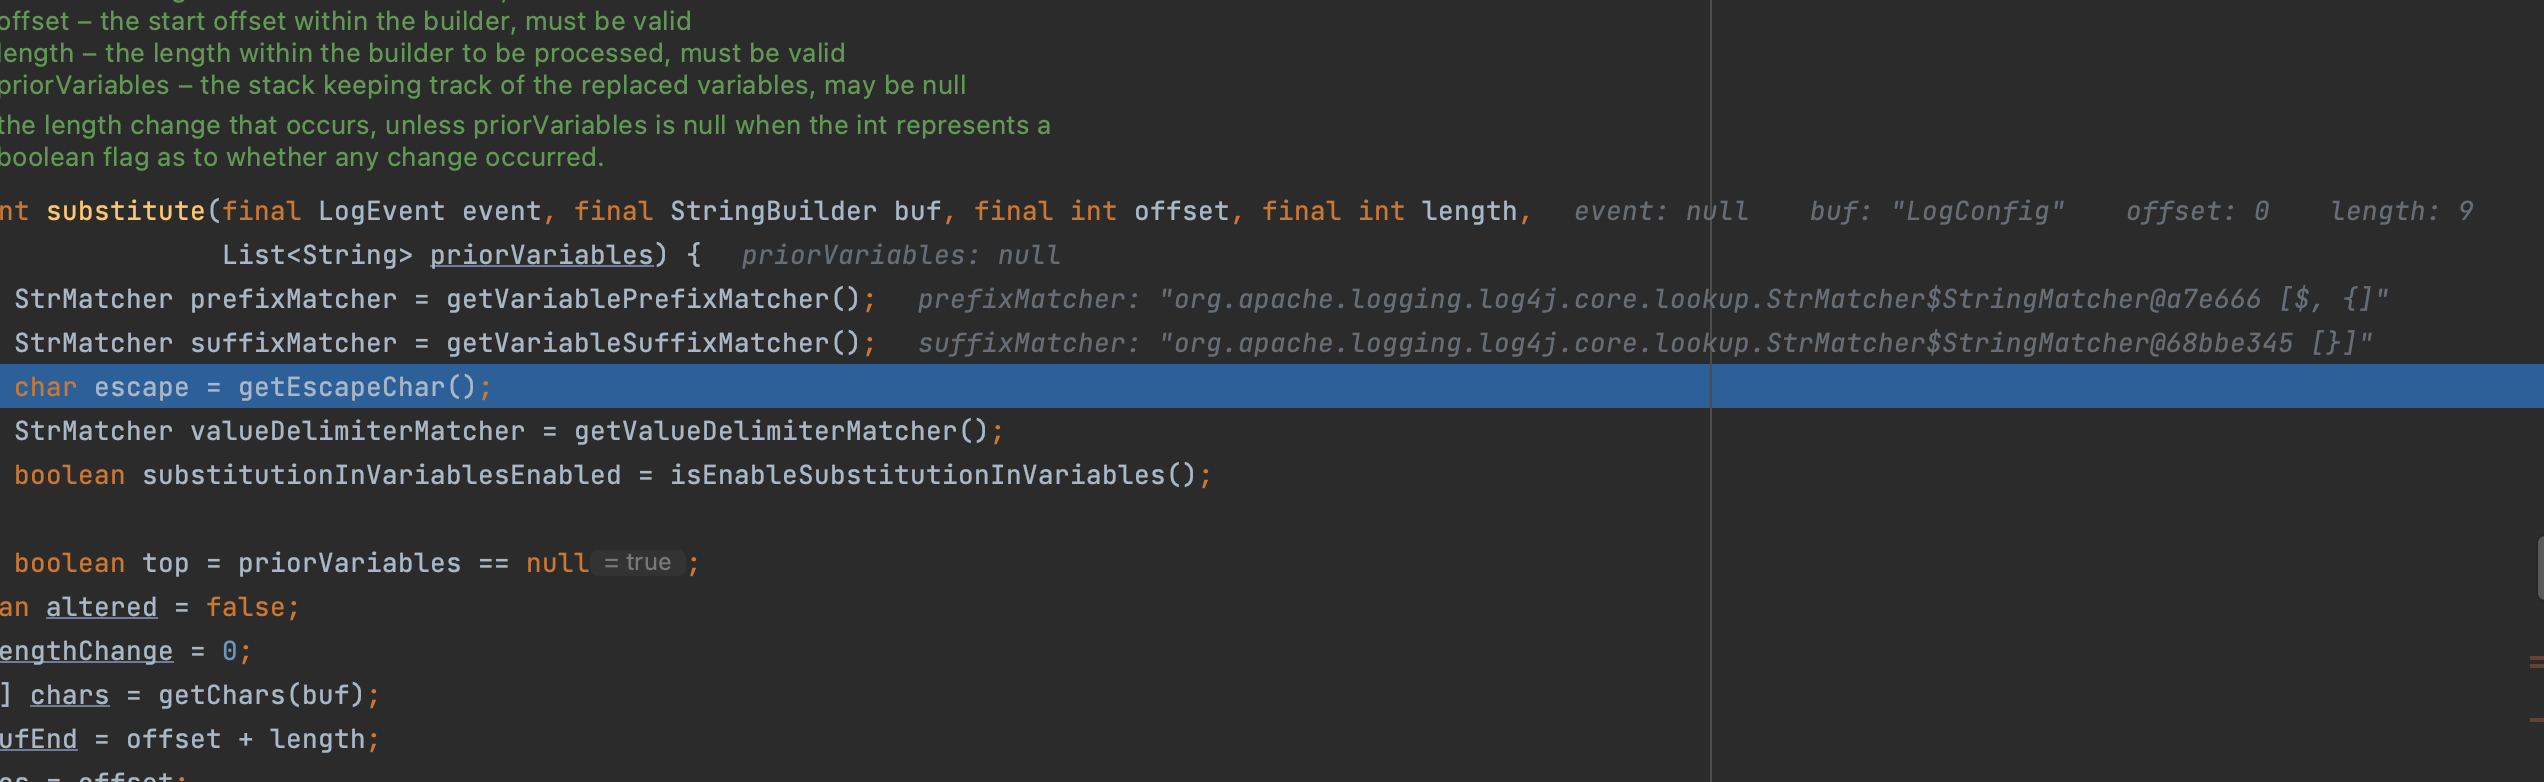 offset – the start offset within the builder, must be valid
length – the length within the builder to be processed, must be valid
priorVariables – the stack keeping track of the replaced variables, may be null
the length change that occurs, unless priorVariables is null when the int represents a
boolean flag as to whether any change occurred.
nt substitute(final LogEvent event, final StringBuilder buf, final int offset, final int length, event: null buf: "LogConfig" offset: 0 length: 9
List<String> priorVariables) { priorVariables: null
StrMatcher prefixMatcher = getVariablePrefixMatcher(); prefixMatcher: "org.apache.logging.log4j.core.lookup.StrMatcher$StringMatcher@a7e666 [$, {]"
StrMatcher suffixMatcher = getVariableSuffixMatcher(); suffixMatcher: "org.apache.logging.log4j.core.lookup.StrMatcher$StringMatcher@68bbe345 [}]"
char escape = getEscapeChar();
StrMatcher valueDelimiterMatcher = getValueDelimiterMatcher();
boolean substitutionInVariablesEnabled = isEnableSubstitutionInVariables();
boolean top = priorVariables == null = true ;
an altered = false;
engthChange = 0;
] chars = getChars(buf);
ufEnd = offset + length;
os = offset;